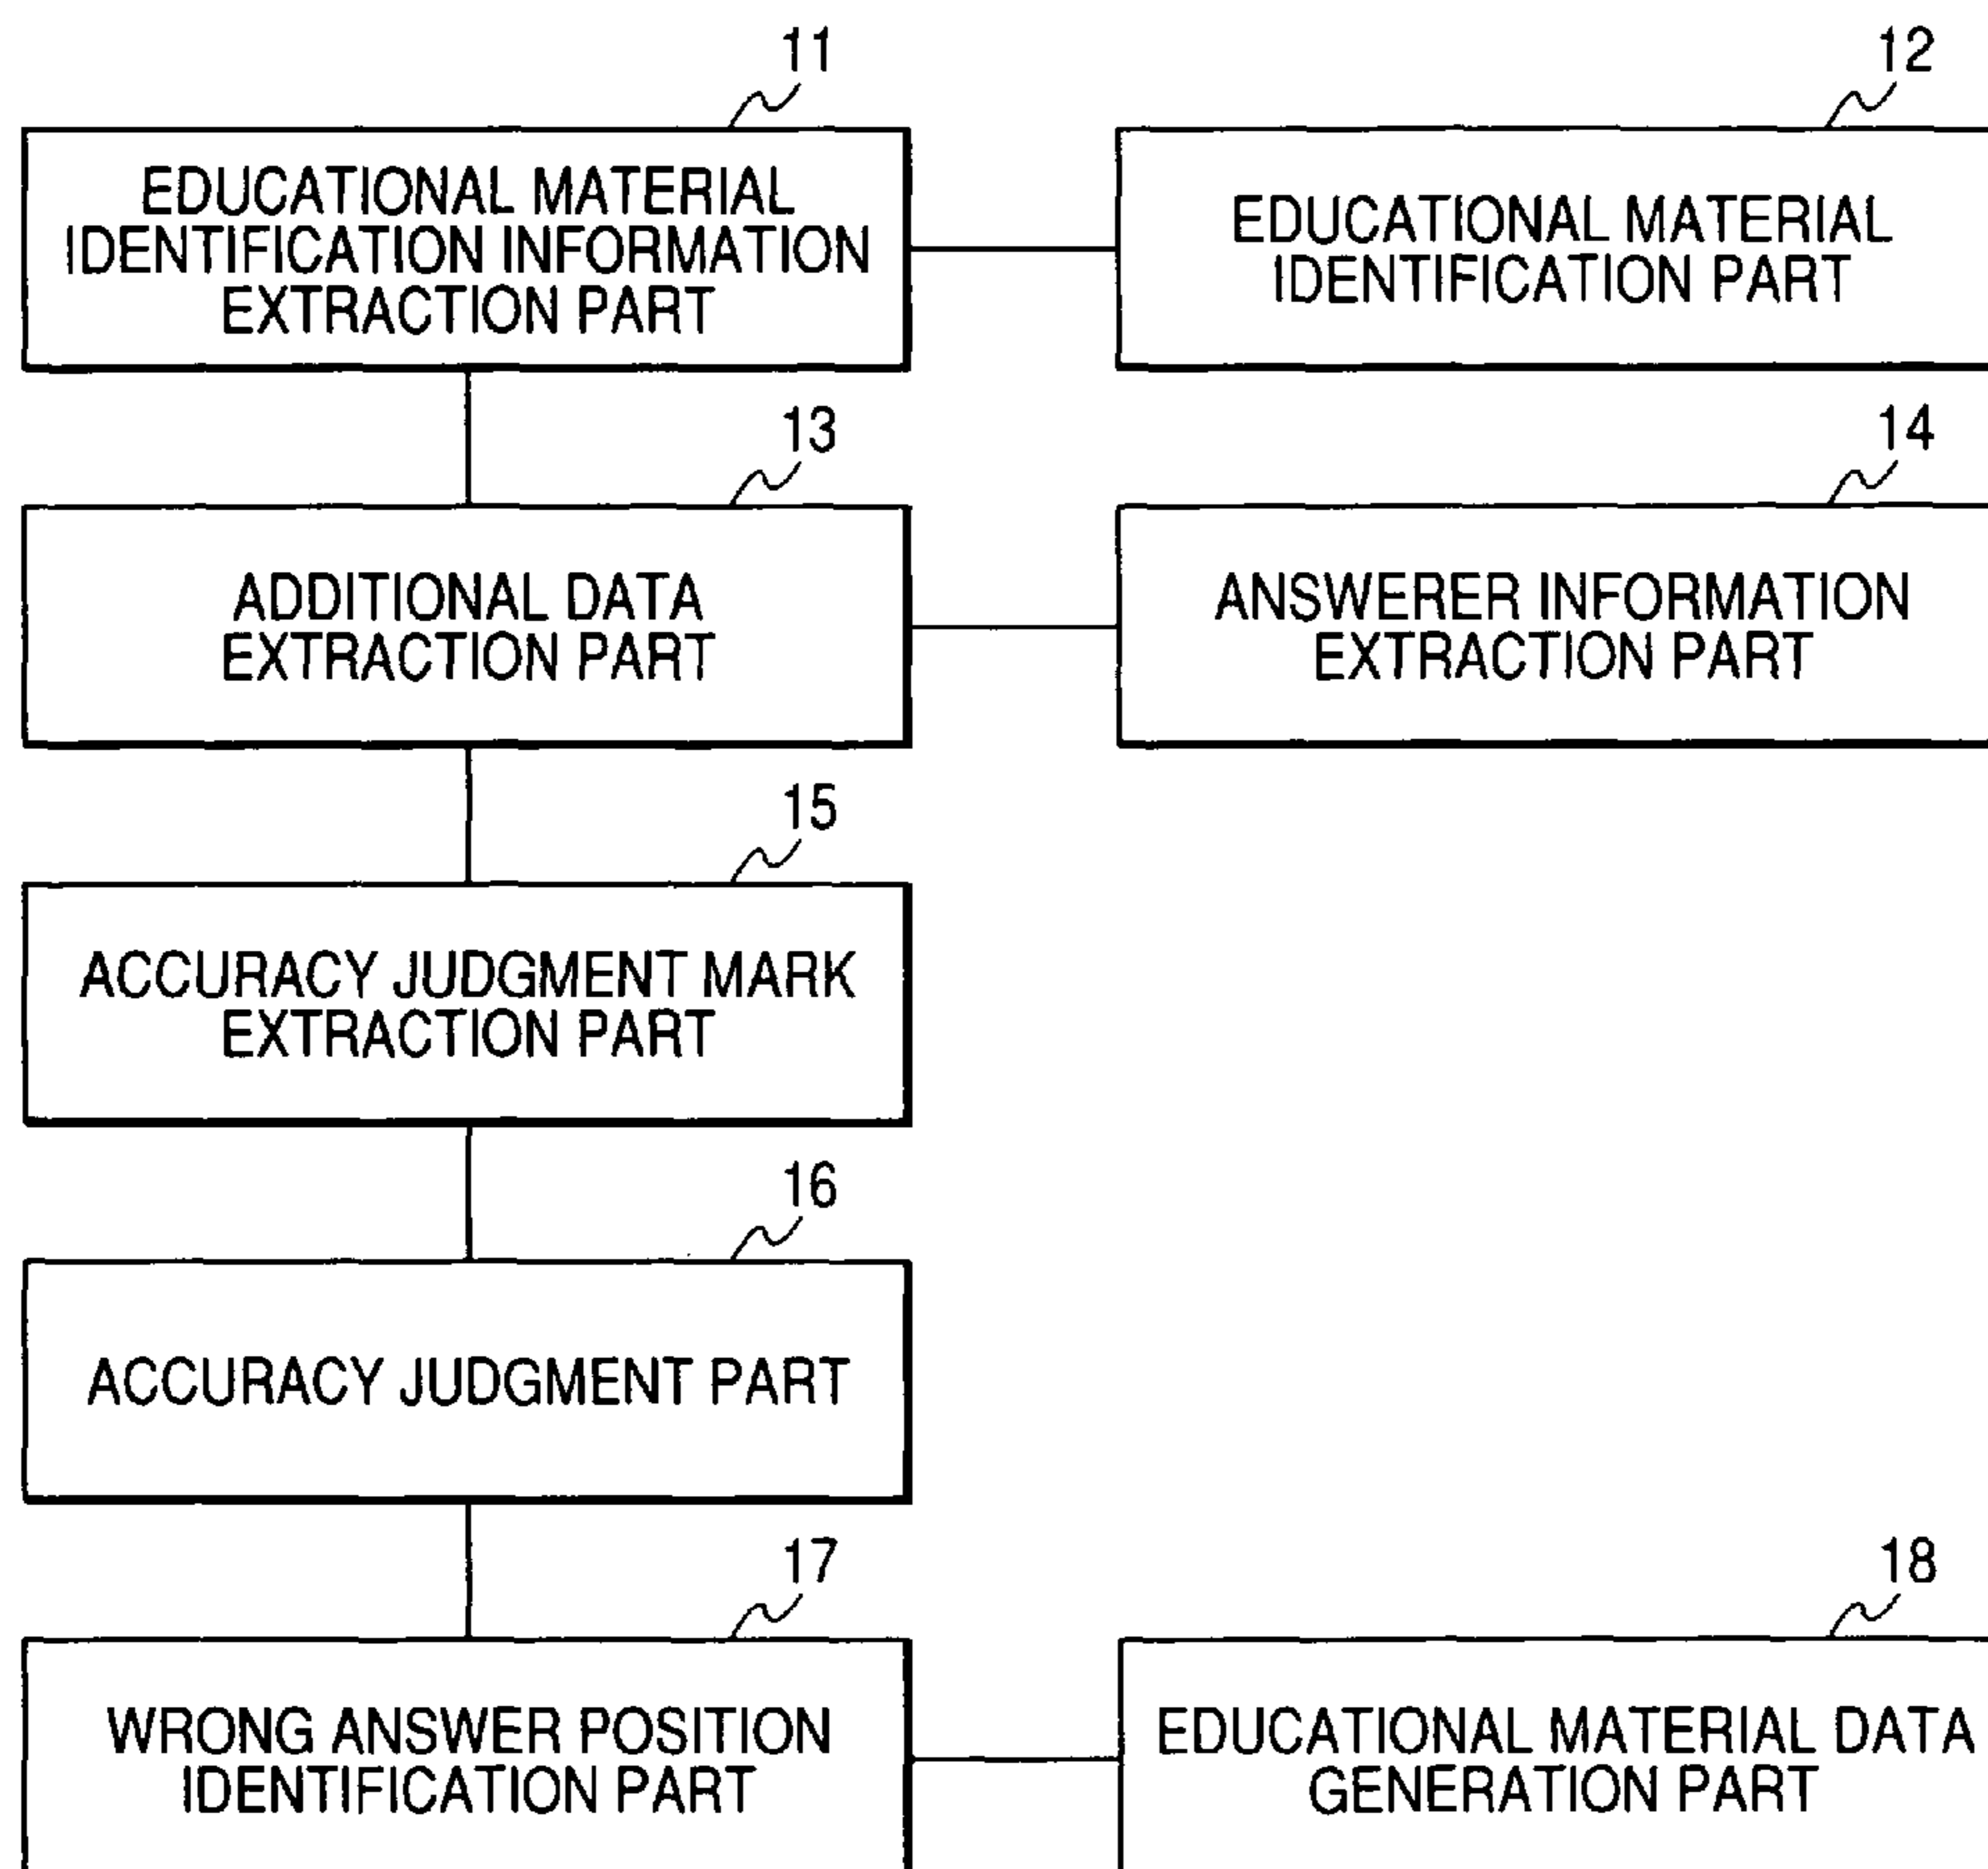 11
EDUCATIONAL MATERIAL
IDENTIFICATION INFORMATION
EXTRACTION PART
12
EDUCATIONAL MATERIAL
IDENTIFICATION PART
13
ADDITIONAL DATA
EXTRACTION PART
14
ANSWERER INFORMATION
EXTRACTION PART
15
ACCURACY JUDGMENT MARK
EXTRACTION PART
16
ACCURACY JUDGMENT PART
17
WRONG ANSWER POSITION
IDENTIFICATION PART
18
EDUCATIONAL MATERIAL DATA
GENERATION PART